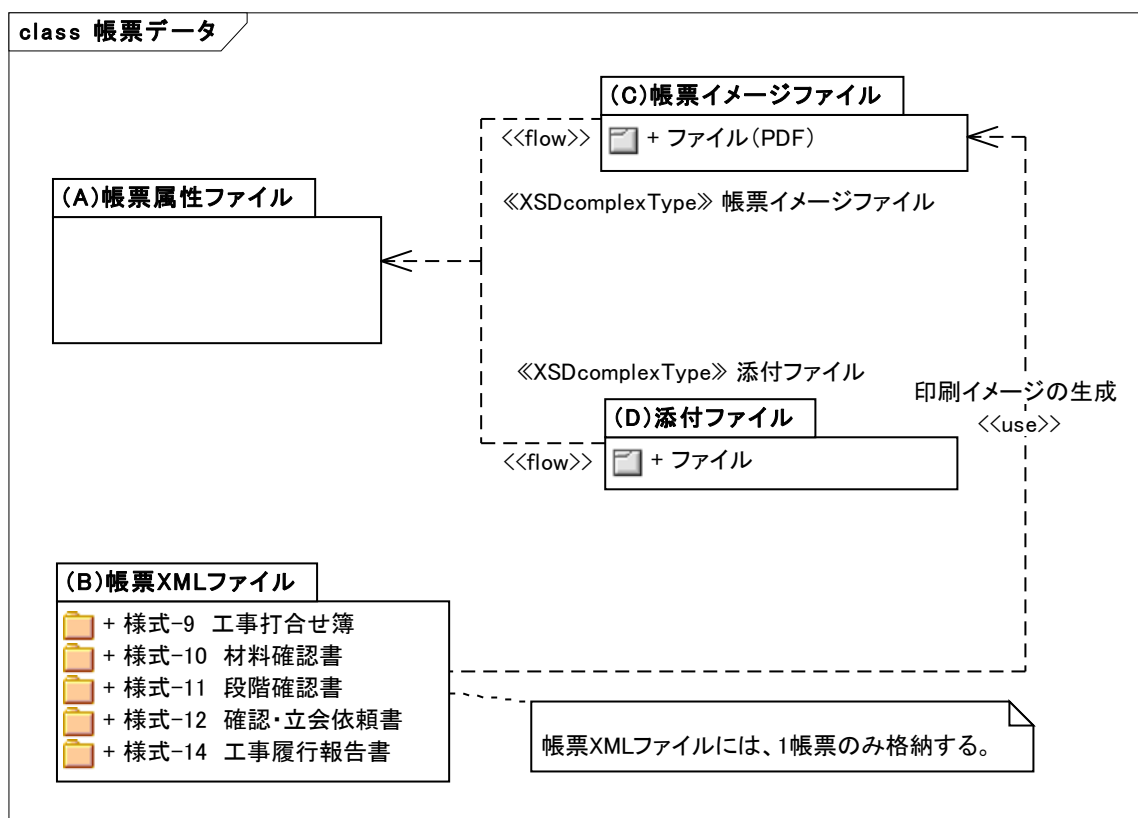 class 帳票データ
(C)帳票イメージファイル
<<flow>>
+ ファイル(PDF)
(A)帳票属性ファイル
≪XSDcomplexType≫ 帳票イメージファイル
≪XSDcomplexType≫ 添付ファイル
印刷イメージの生成
<<use>>
(D)添付ファイル
<<flow>>
+ ファイル
(B)帳票XMLファイル
+ 様式-9 工事打合せ簿
+ 様式-10 材料確認書
+ 様式-11 段階確認書
+ 様式-12 確認・立会依頼書
+ 様式-14 工事履行報告書
帳票XMLファイルには、1帳票のみ格納する。